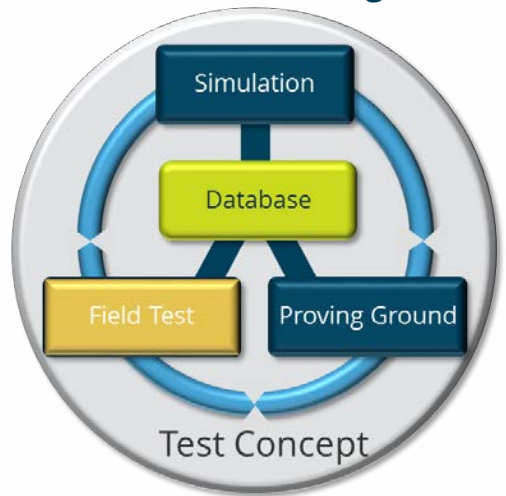 Simulation
Database
Field Test
Proving Ground
Test Concept